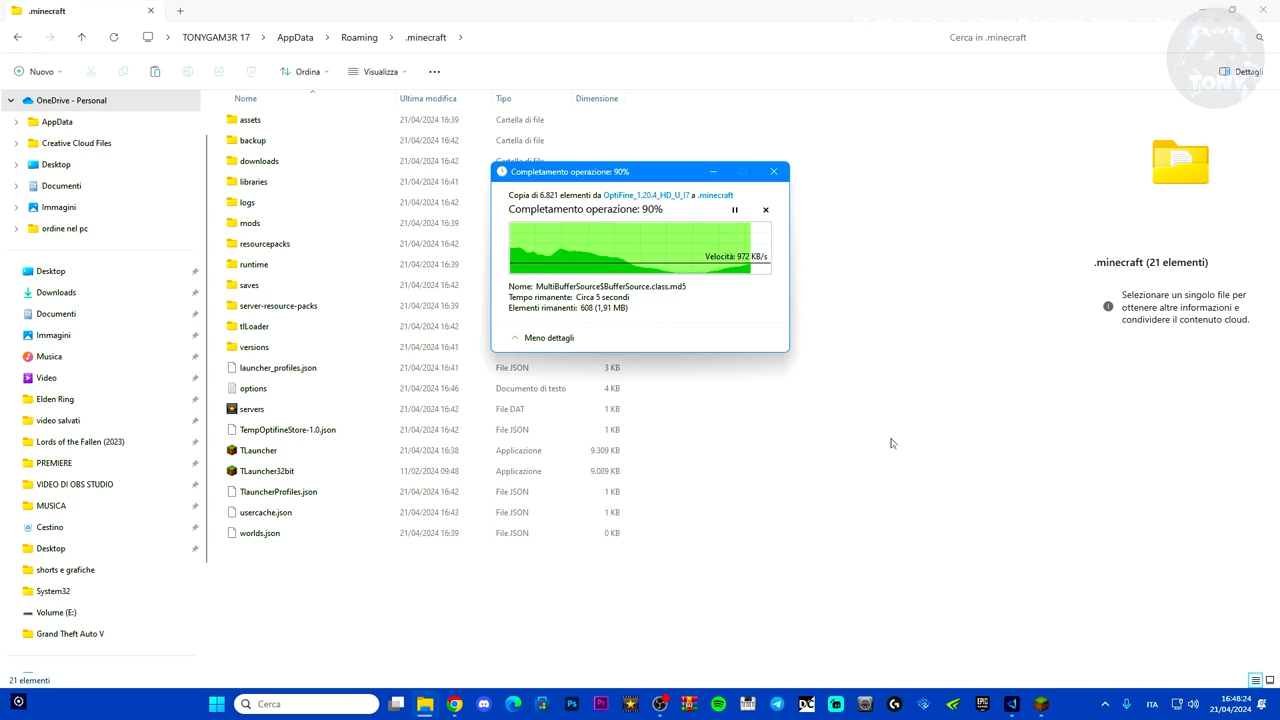 .minecraft
TONYGAM3R 17 AppData Roaming .minecraft
Cerca in .minecraft
Nuovo
Ordina
Visualizza
Dettagli
TONY
OneDrive - Personal
AppData
Creative Cloud Files
Desktop
Documenti
Immagini
ordine nel pc
Desktop
Downloads
Documenti
Immagini
Musica
Video
Elden Ring
video salvati
Lords of the Fallen (2023)
PREMIERE
VIDEO DI OBS STUDIO
MUSICA
Cestino
Desktop
shorts e grafiche
System32
Volume (E:)
Grand Theft Auto V
Nome Ultima modifica Tipo Dimensione
assets 21/04/2024 16:39 Cartella di file
backup 21/04/2024 16:42 Cartella di file
downloads 21/04/2024 16:42 Cartella di file
libraries 21/04/2024 16:41
logs 21/04/2024 16:42
mods 21/04/2024 16:39
resourcepacks 21/04/2024 16:42
runtime 21/04/2024 16:42
saves 21/04/2024 16:42
server-resource-packs 21/04/2024 16:39
tlLoader 21/04/2024 16:42
versions 21/04/2024 16:41
launcher_profiles.json 21/04/2024 16:41 File JSON 3 KB
options 21/04/2024 16:46 Documento di testo 4 KB
servers 21/04/2024 16:42 File DAT 1 KB
TempOptifineStore-1.0.json 21/04/2024 16:42 File JSON 1 KB
TLauncher 21/04/2024 16:38 Applicazione 9.309 KB
TLauncher32bit 11/02/2024 09:48 Applicazione 9.089 KB
TlauncherProfiles.json 21/04/2024 16:42 File JSON 1 KB
usercache.json 21/04/2024 16:43 File JSON 1 KB
worlds.json 21/04/2024 16:39 File JSON 0 KB
Completamento operazione: 90%
Copia di 6.821 elementi da OptiFine_1.20.4_HD_U_I7 a .minecraft
Completamento operazione: 90%
Velocità: 972 KB/s
Nome: MultiBufferSource$BufferSource.class.md5
Tempo rimanente: Circa 5 secondi
Elementi rimanenti: 608 (1,91 MB)
Meno dettagli
.minecraft (21 elementi)
Selezionare un singolo file per
ottenere altre informazioni e
condividere il contenuto cloud.
21 elementi
Cerca
ITA
16:48:24
21/04/2024